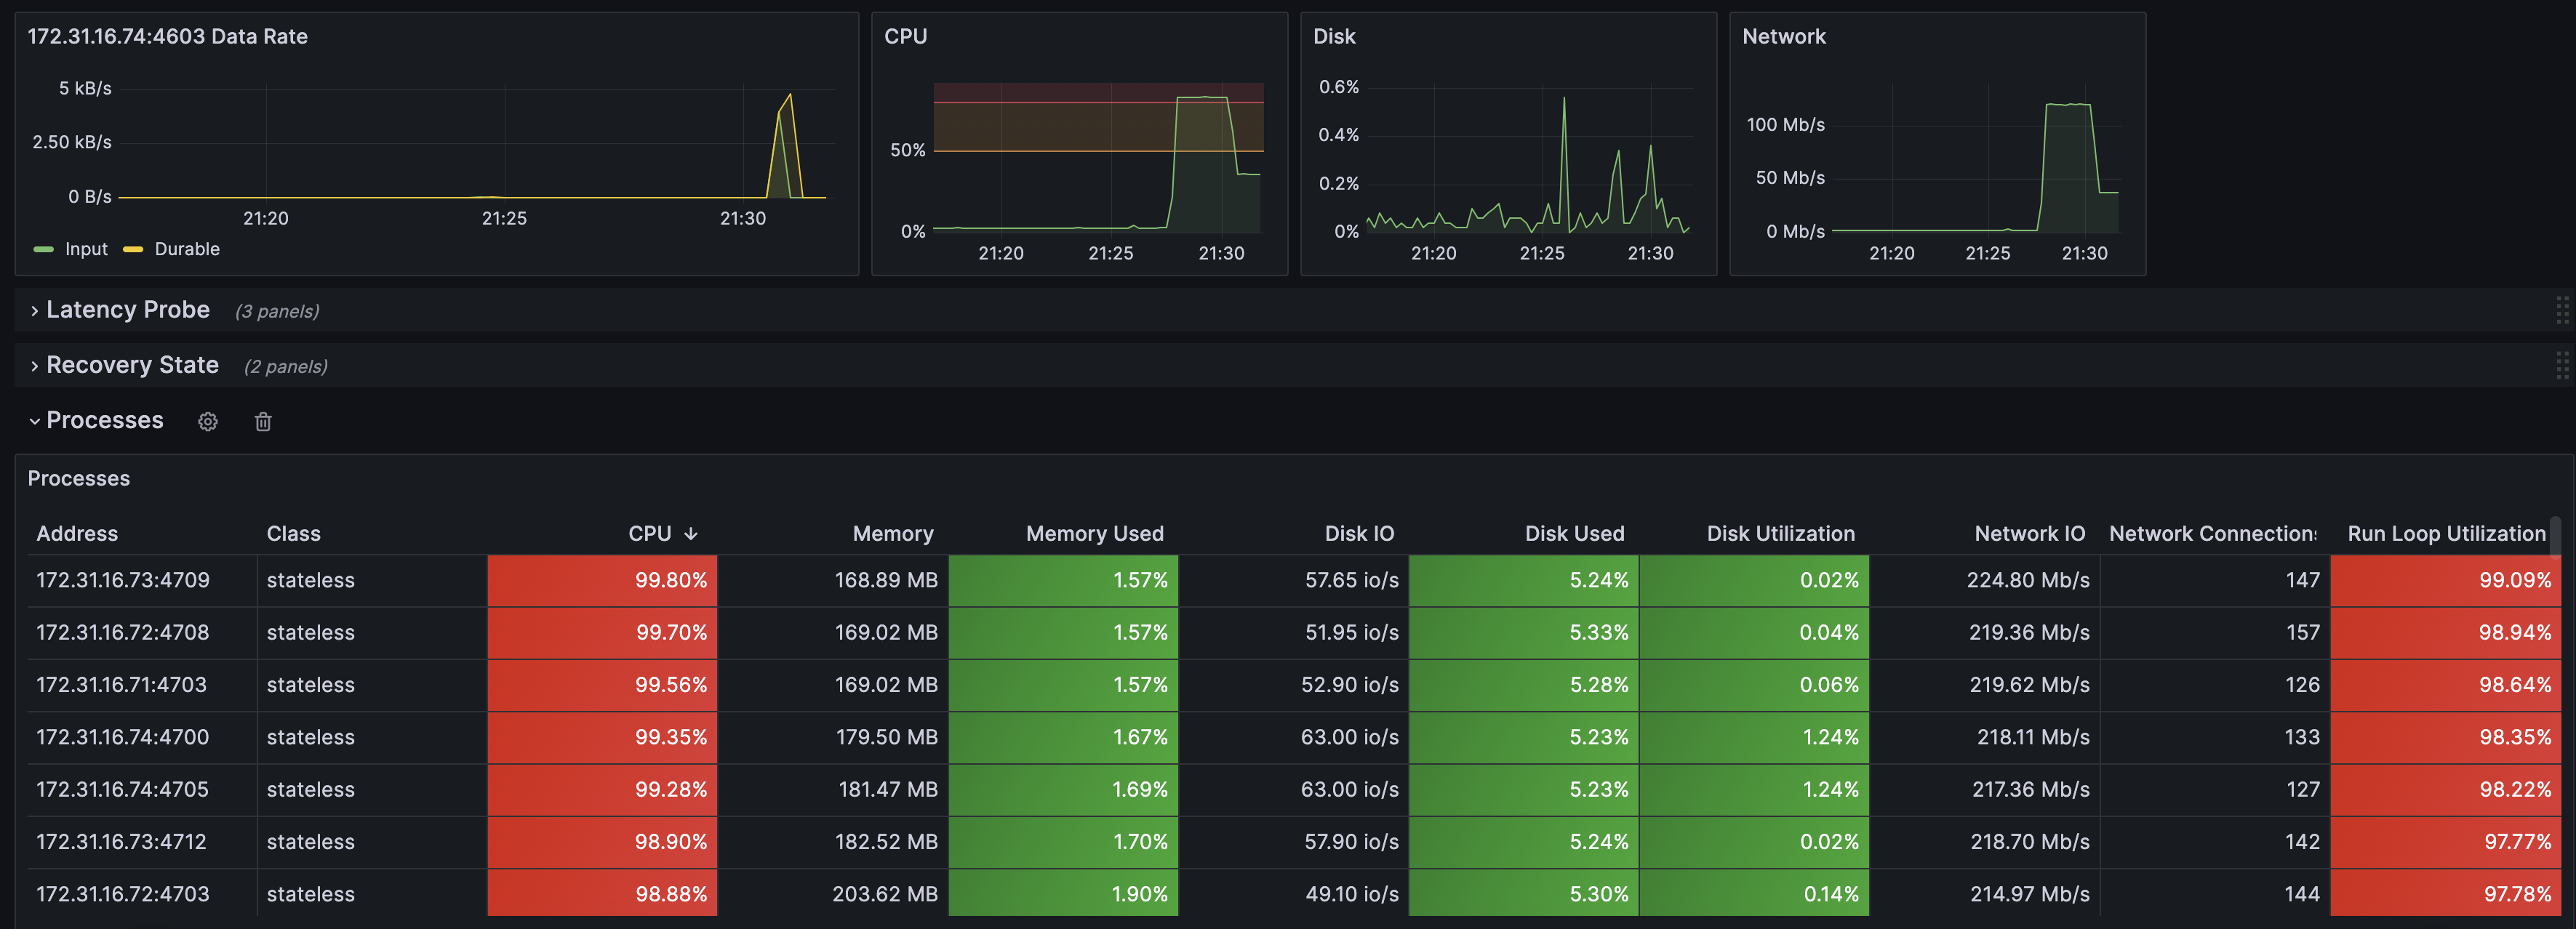 172.31.16.74:4603 Data Rate
5 kB/s
2.50 kB/s
0 B/s
21:20 21:25 21:30
Input Durable
CPU
50%
0%
21:20 21:25 21:30
Disk
0.6%
0.4%
0.2%
0%
21:20 21:25 21:30
Network
100 Mb/s
50 Mb/s
0 Mb/s
21:20 21:25 21:30
Latency Probe (3 panels)
Recovery State (2 panels)
Processes
Processes
Address Class CPU Memory Memory Used Disk IO Disk Used Disk Utilization Network IO Network Connection Run Loop Utilization
172.31.16.73:4709 stateless 99.80% 168.89 MB 1.57% 57.65 io/s 5.24% 0.02% 224.80 Mb/s 147 99.09%
172.31.16.72:4708 stateless 99.70% 169.02 MB 1.57% 51.95 io/s 5.33% 0.04% 219.36 Mb/s 157 98.94%
172.31.16.71:4703 stateless 99.56% 169.02 MB 1.57% 52.90 io/s 5.28% 0.06% 219.62 Mb/s 126 98.64%
172.31.16.74:4700 stateless 99.35% 179.50 MB 1.67% 63.00 io/s 5.23% 1.24% 218.11 Mb/s 133 98.35%
172.31.16.74:4705 stateless 99.28% 181.47 MB 1.69% 63.00 io/s 5.23% 1.24% 217.36 Mb/s 127 98.22%
172.31.16.73:4712 stateless 98.90% 182.52 MB 1.70% 57.90 io/s 5.24% 0.02% 218.70 Mb/s 142 97.77%
172.31.16.72:4703 stateless 98.88% 203.62 MB 1.90% 49.10 io/s 5.30% 0.14% 214.97 Mb/s 144 97.78%